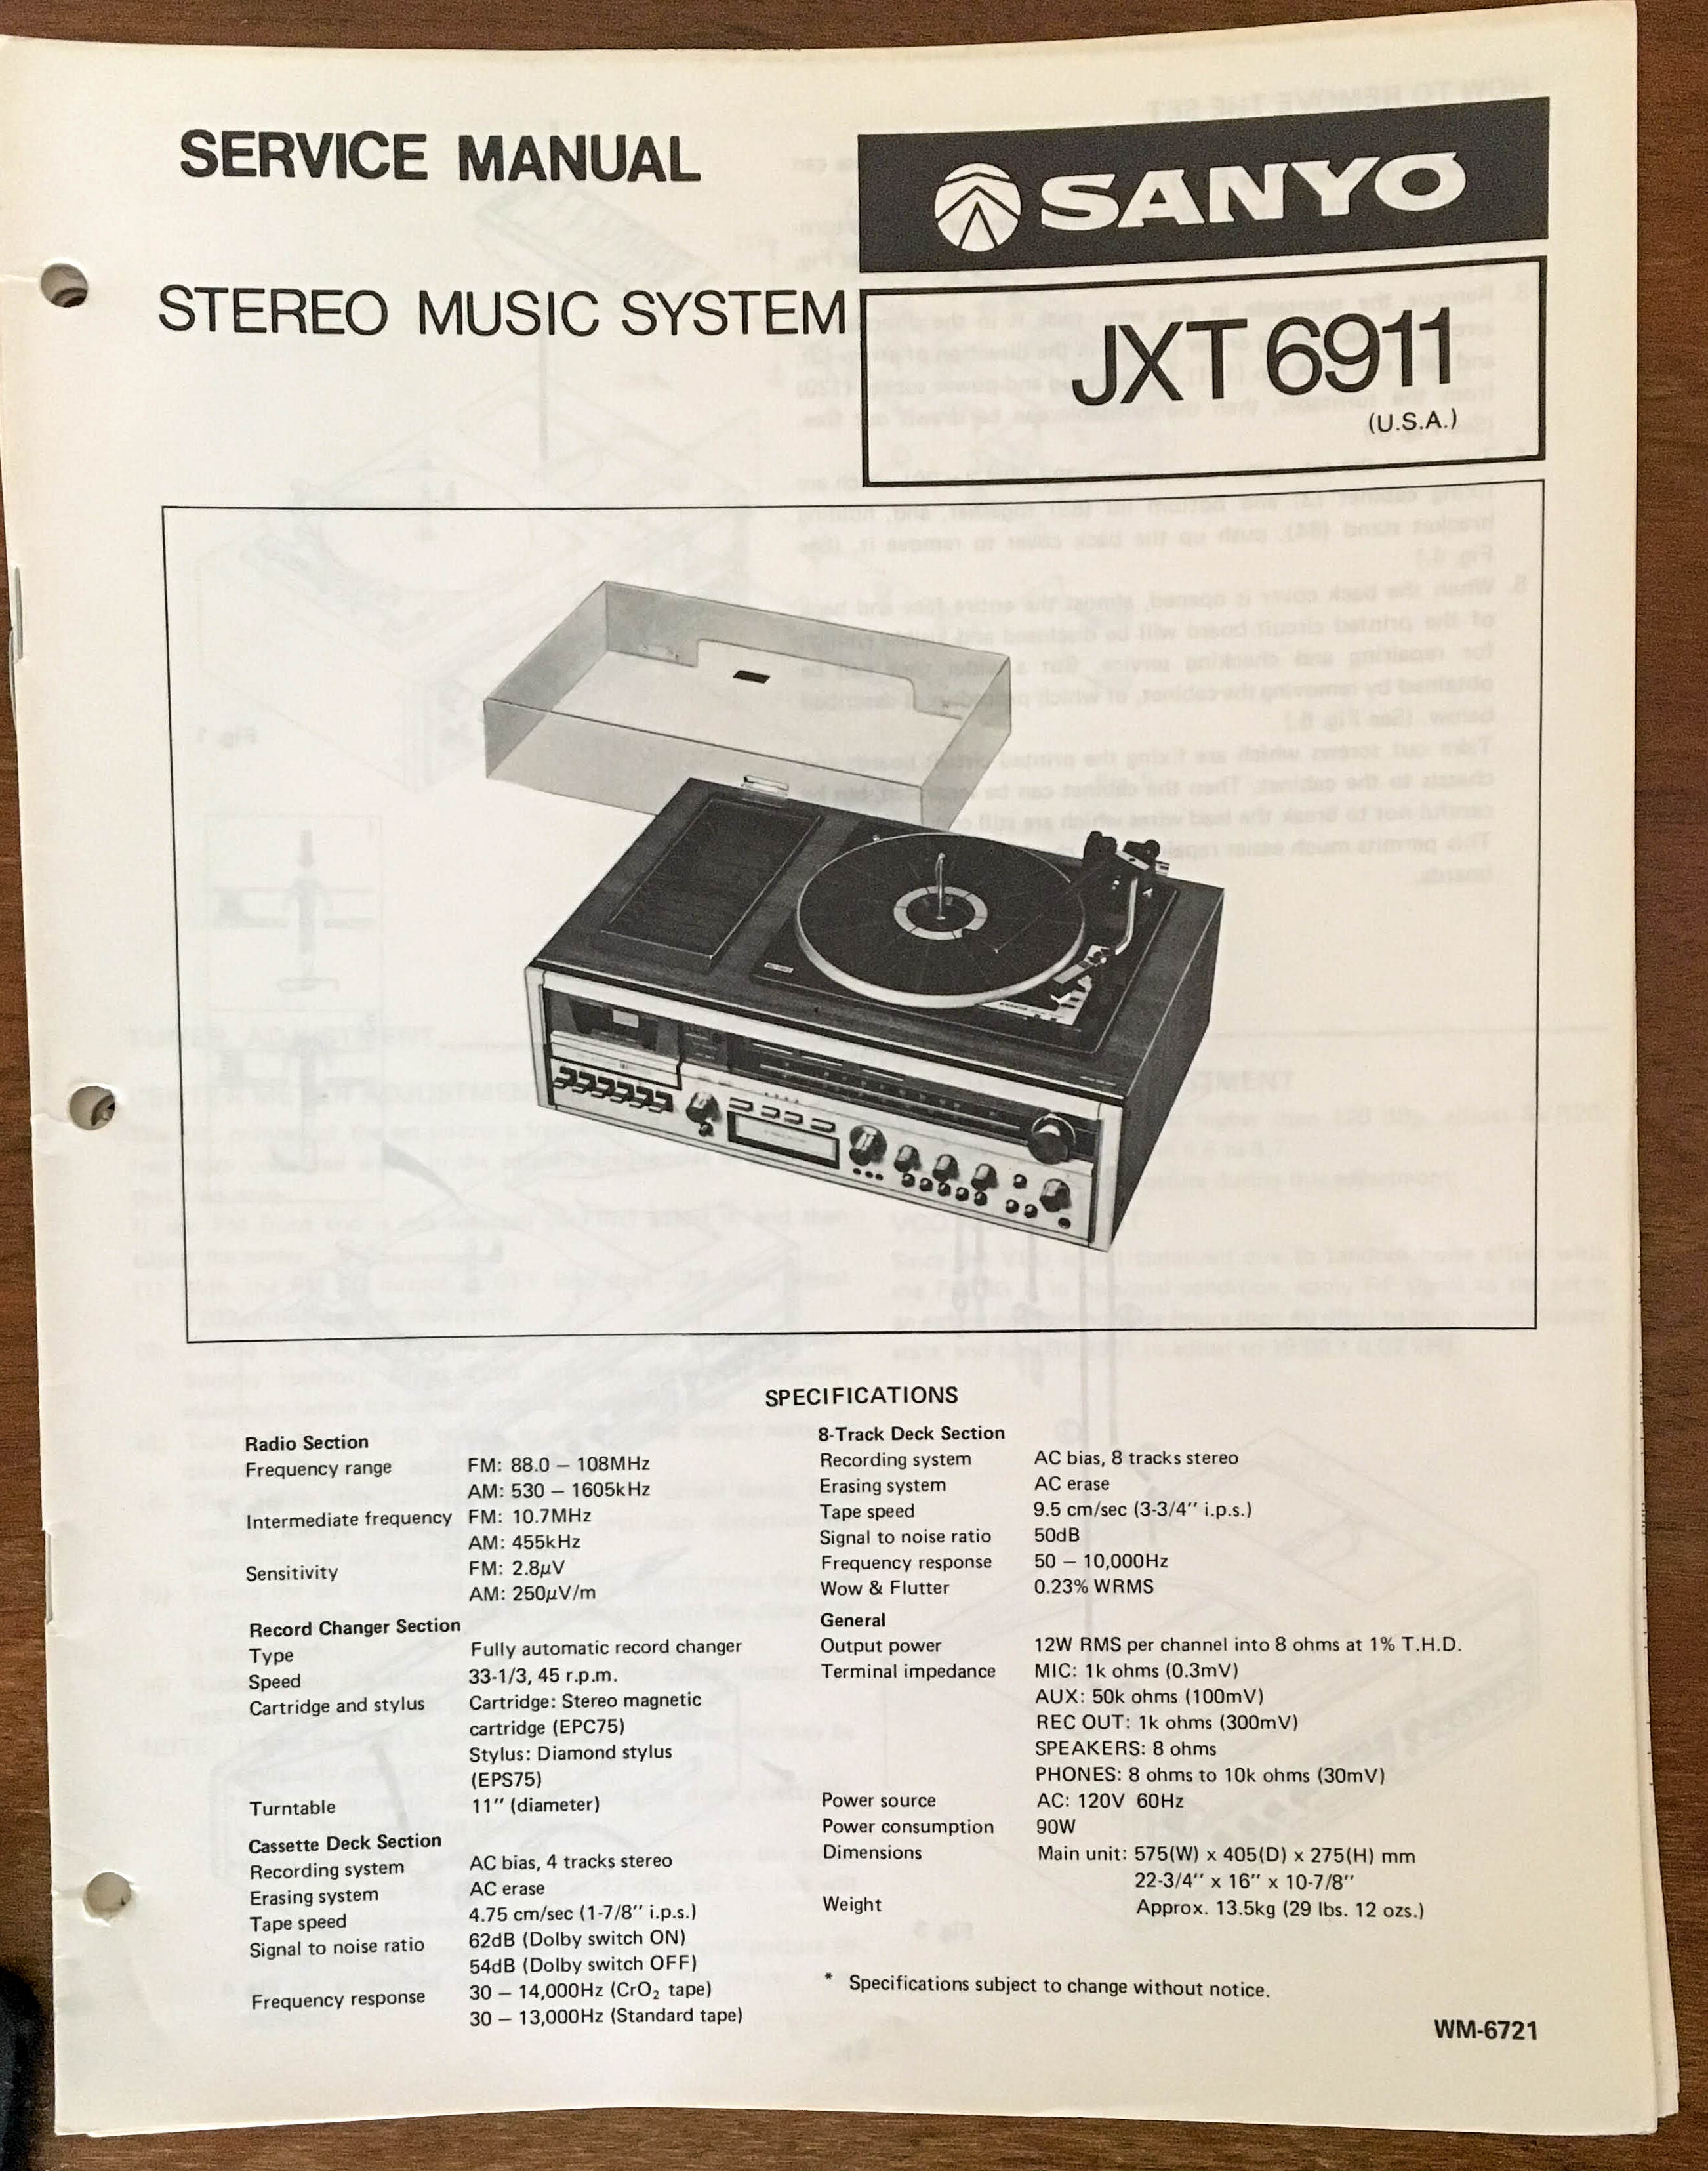 SERVICE MANUAL
SANYO
STEREO MUSIC SYSTEM
JXT 6911
(U.S.A.)
SPECIFICATIONS
Radio Section
Frequency range FM: 88.0 – 108MHz
AM: 530 – 1605kHz
Intermediate frequency FM: 10.7MHz
AM: 455kHz
Sensitivity FM: 2.8μV
AM: 250μV/m
Record Changer Section
Type Fully automatic record changer
Speed 33-1/3, 45 r.p.m.
Cartridge and stylus Cartridge: Stereo magnetic
cartridge (EPC75)
Stylus: Diamond stylus
(EPS75)
Turntable 11″ (diameter)
Cassette Deck Section
Recording system AC bias, 4 tracks stereo
Erasing system AC erase
Tape speed 4.75 cm/sec (1-7/8″ i.p.s.)
Signal to noise ratio 62dB (Dolby switch ON)
54dB (Dolby switch OFF)
Frequency response 30 – 14,000Hz (CrO₂ tape)
30 – 13,000Hz (Standard tape)
8-Track Deck Section
Recording system AC bias, 8 tracks stereo
Erasing system AC erase
Tape speed 9.5 cm/sec (3-3/4″ i.p.s.)
Signal to noise ratio 50dB
Frequency response 50 – 10,000Hz
Wow & Flutter 0.23% WRMS
General
Output power 12W RMS per channel into 8 ohms at 1% T.H.D.
Terminal impedance MIC: 1k ohms (0.3mV)
AUX: 50k ohms (100mV)
REC OUT: 1k ohms (300mV)
SPEAKERS: 8 ohms
PHONES: 8 ohms to 10k ohms (30mV)
Power source AC: 120V 60Hz
Power consumption 90W
Dimensions Main unit: 575(W) x 405(D) x 275(H) mm
22-3/4″ x 16″ x 10-7/8″
Weight Approx. 13.5kg (29 lbs. 12 ozs.)
* Specifications subject to change without notice.
WM-6721